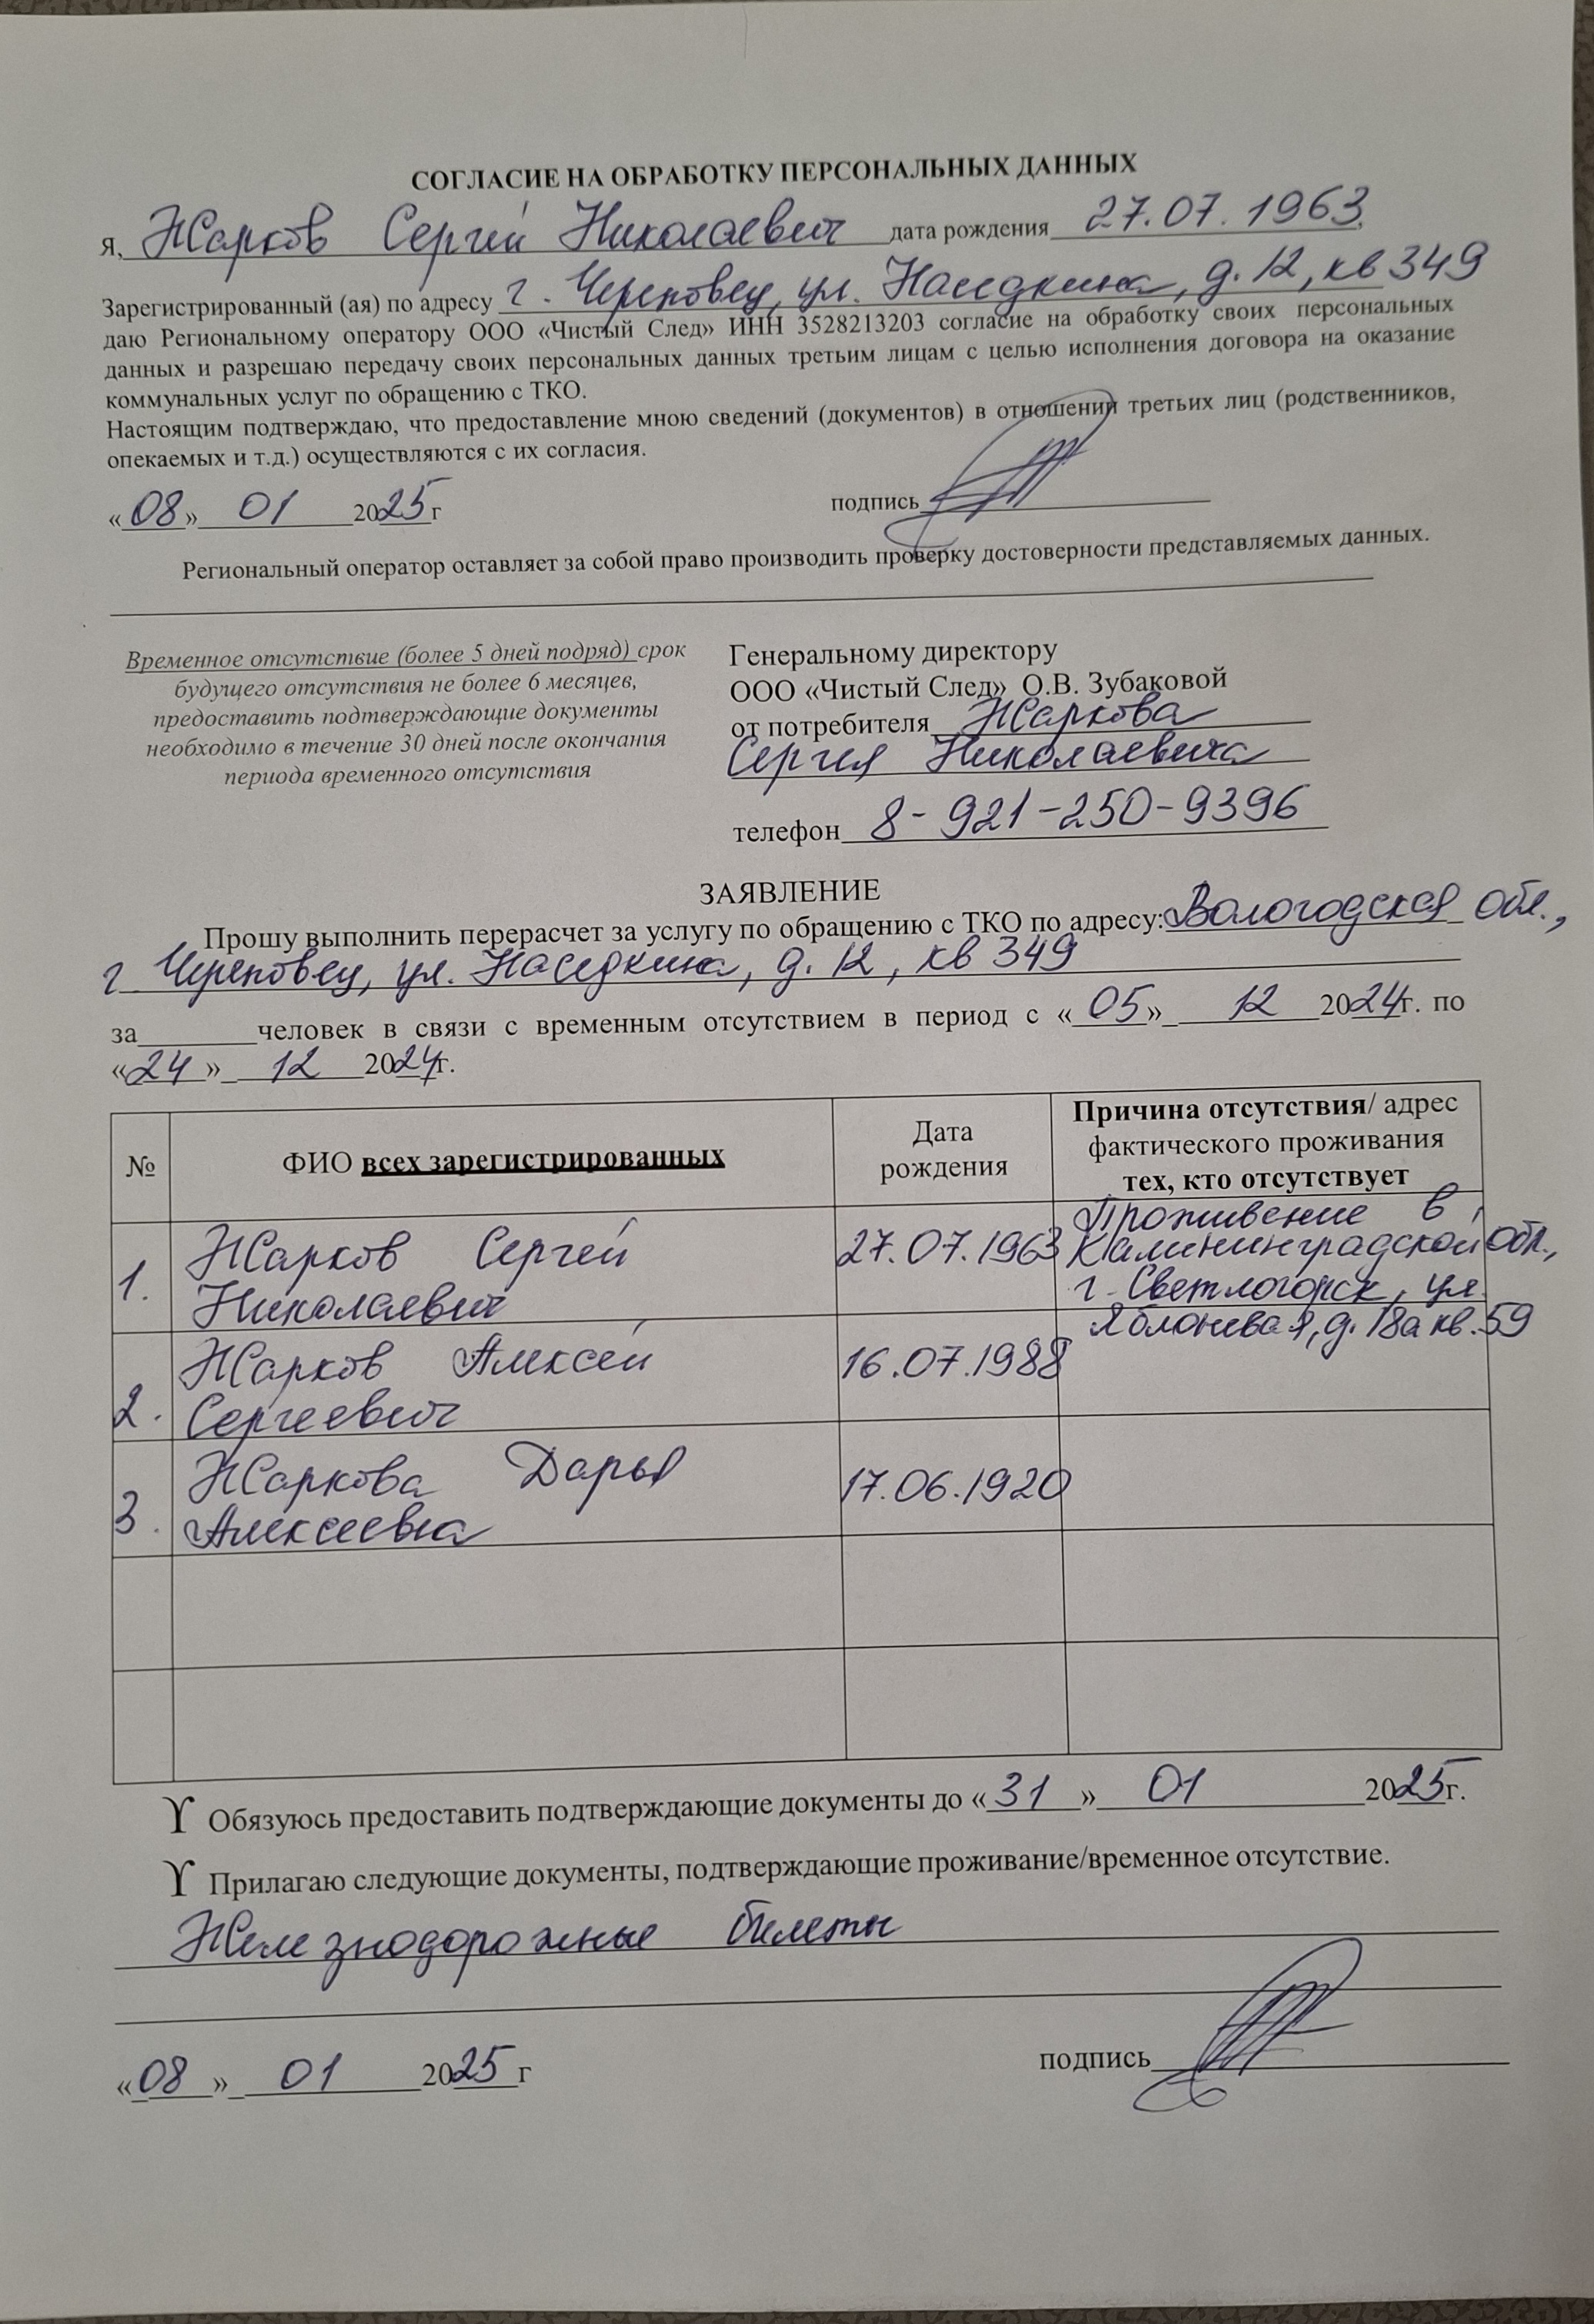 СОГЛАСИЕ НА ОБРАБОТКУ ПЕРСОНАЛЬНЫХ ДАННЫХ
Я, Жарков Сергей Николаевич дата рождения 27.07.1963,
Зарегистрированный (ая) по адресу г. Череповец, ул. Наседкина, д. 12, кв 349
даю Региональному оператору ООО «Чистый След» ИНН 3528213203 согласие на обработку своих персональных
данных и разрешаю передачу своих персональных данных третьим лицам с целью исполнения договора на оказание
коммунальных услуг по обращению с ТКО.
Настоящим подтверждаю, что предоставление мною сведений (документов) в отношении третьих лиц (родственников,
опекаемых и т.д.) осуществляются с их согласия.
«08» 01 2025г подпись
Региональный оператор оставляет за собой право производить проверку достоверности представляемых данных.
Временное отсутствие (более 5 дней подряд) срок
будущего отсутствия не более 6 месяцев,
предоставить подтверждающие документы
необходимо в течение 30 дней после окончания
периода временного отсутствия
Генеральному директору
ООО «Чистый След» О.В. Зубаковой
от потребителя Жаркова
Сергея Николаевича
телефон 8-921-250-9396
ЗАЯВЛЕНИЕ
Прошу выполнить перерасчет за услугу по обращению с ТКО по адресу: Вологодская обл.,
г Череповец, ул. Наседкина, д. 12, кв 349
за________человек в связи с временным отсутствием в период с «05» 12 2024г. по
«24» 12 2024г.
№ ФИО всех зарегистрированных Дата рождения Причина отсутствия/ адрес фактического проживания тех, кто отсутствует
1. Жарков Сергей Николаевич 27.07.1963 Проживение в Калининградской обл., г. Светлогорск, ул. Яблоневая, д. 18а кв. 59
2. Жарков Алексей Сергеевич 16.07.1988
3. Жаркова Дарья Алексеевна 17.06.1920
ϒ Обязуюсь предоставить подтверждающие документы до «31» 01 2025г.
ϒ Прилагаю следующие документы, подтверждающие проживание/временное отсутствие.
Железнодорожные билеты
«08» 01 2025г подпись